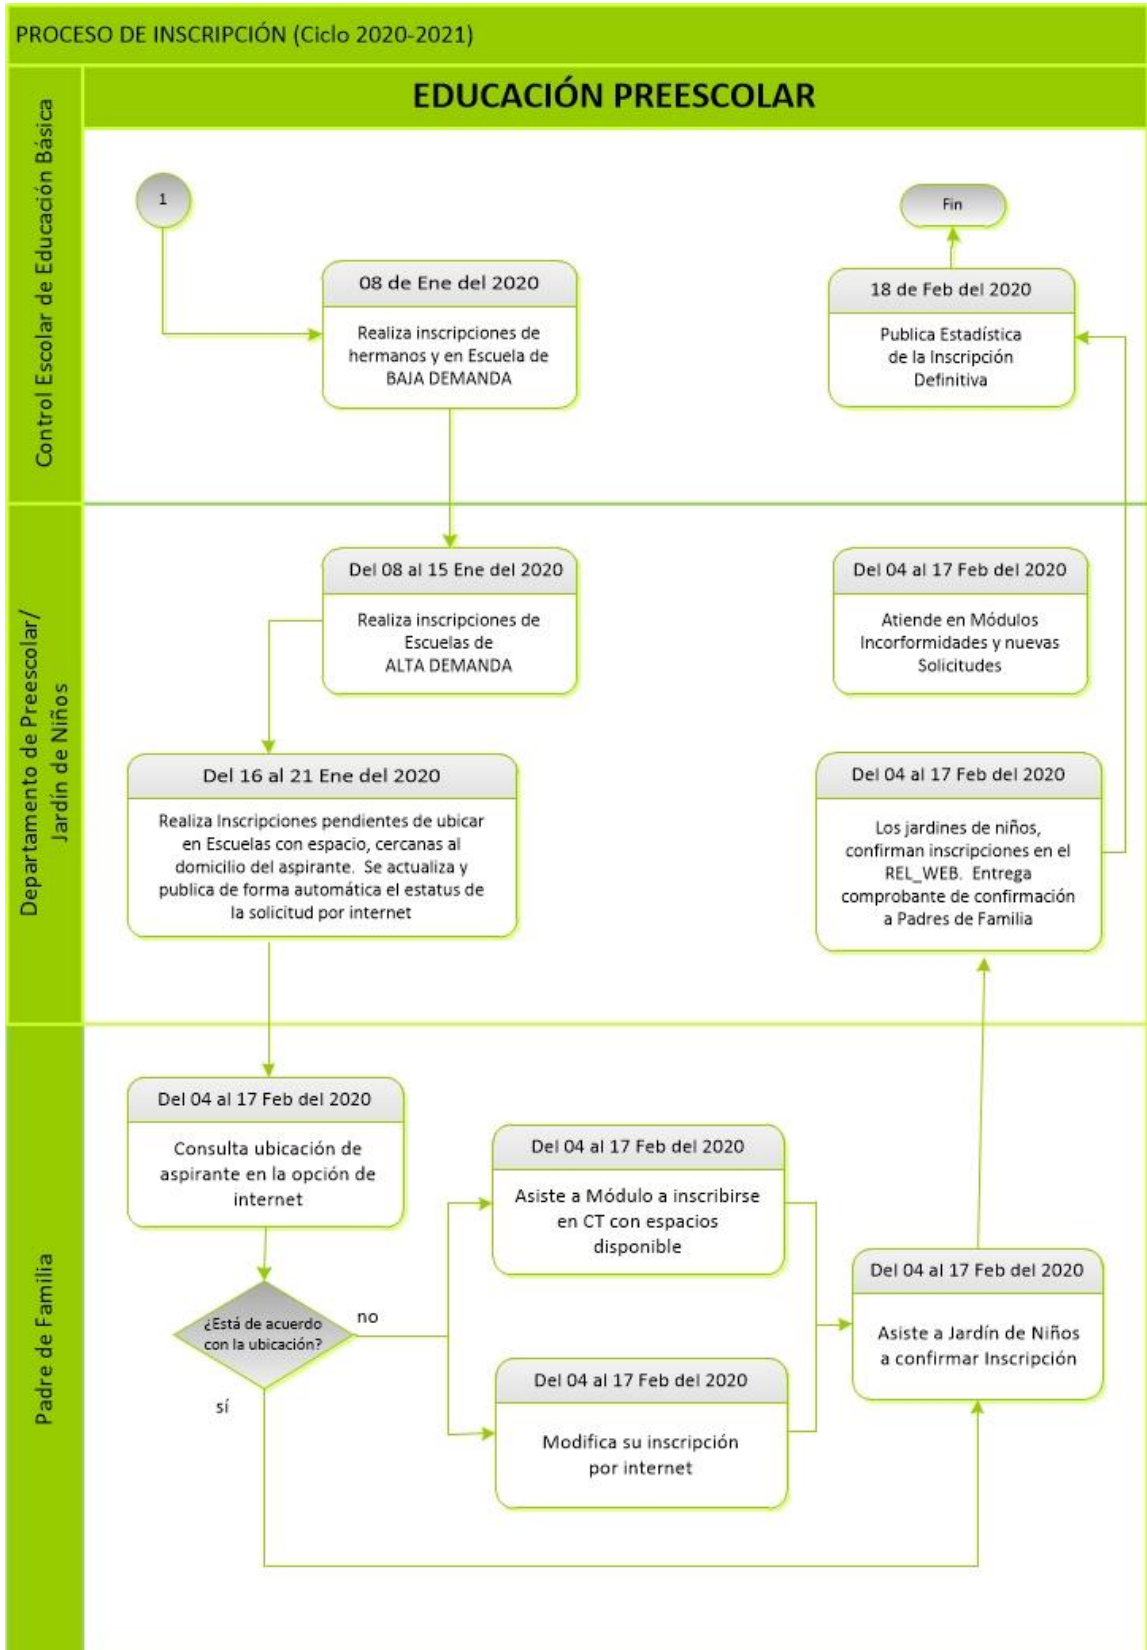 PROCESO DE INSCRIPCIÓN (Ciclo 2020-2021)
EDUCACIÓN PREESCOLAR
Control Escolar de Educación Básica
1
08 de Ene del 2020
Realiza inscripciones de
hermanos y en Escuela de
BAJA DEMANDA
Fin
18 de Feb del 2020
Publica Estadística
de la Inscripción
Definitiva
Departamento de Preescolar/
Jardín de Niños
Del 08 al 15 Ene del 2020
Realiza inscripciones de
Escuelas de
ALTA DEMANDA
Del 04 al 17 Feb del 2020
Atiende en Módulos
Incorformidades y nuevas
Solicitudes
Del 16 al 21 Ene del 2020
Realiza Inscripciones pendientes de ubicar
en Escuelas con espacio, cercanas al
domicilio del aspirante. Se actualiza y
publica de forma automática el estatus de
la solicitud por internet
Del 04 al 17 Feb del 2020
Los jardines de niños,
confirman inscripciones en el
REL_WEB. Entrega
comprobante de confirmación
a Padres de Familia
Padre de Familia
Del 04 al 17 Feb del 2020
Consulta ubicación de
aspirante en la opción de
internet
¿Está de acuerdo
con la ubicación?
no
sí
Del 04 al 17 Feb del 2020
Asiste a Módulo a inscribirse
en CT con espacios
disponible
Del 04 al 17 Feb del 2020
Modifica su inscripción
por internet
Del 04 al 17 Feb del 2020
Asiste a Jardín de Niños
a confirmar Inscripción